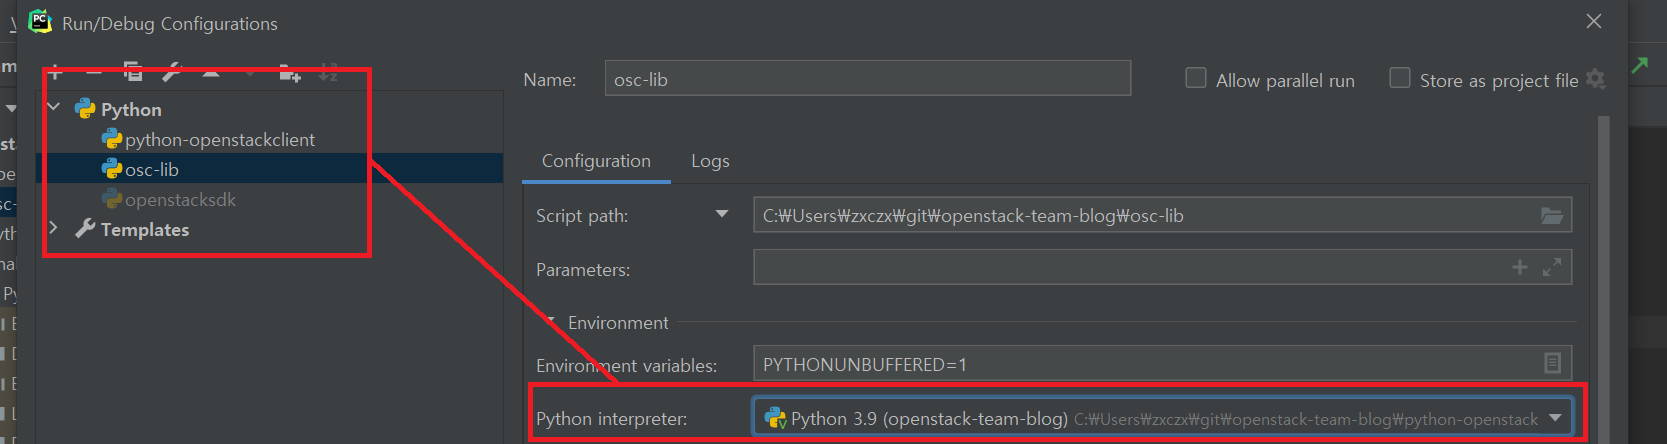 Run/Debug Configurations
Python
python-openstackclient
osc-lib
openstacksdk
Templates
Name: osc-lib
Allow parallel run
Store as project file
Configuration Logs
Script path: C:₩Users₩zxczx₩git₩openstack-team-blog₩osc-lib
Parameters:
Environment
Environment variables: PYTHONUNBUFFERED=1
Python interpreter: Python 3.9 (openstack-team-blog) C:₩Users₩zxczx₩git₩openstack-team-blog₩python-openstack